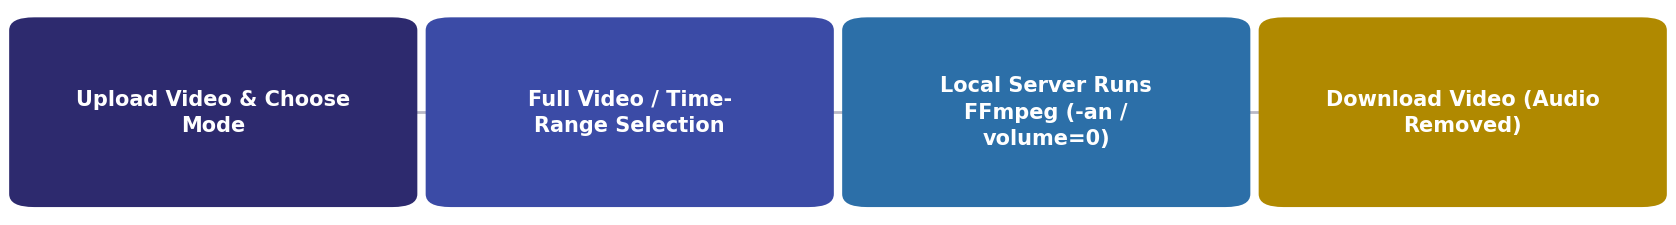 Upload Video & Choose
Mode
Full Video / Time-
Range Selection
Local Server Runs
FFmpeg (-an /
volume=0)
Download Video (Audio
Removed)